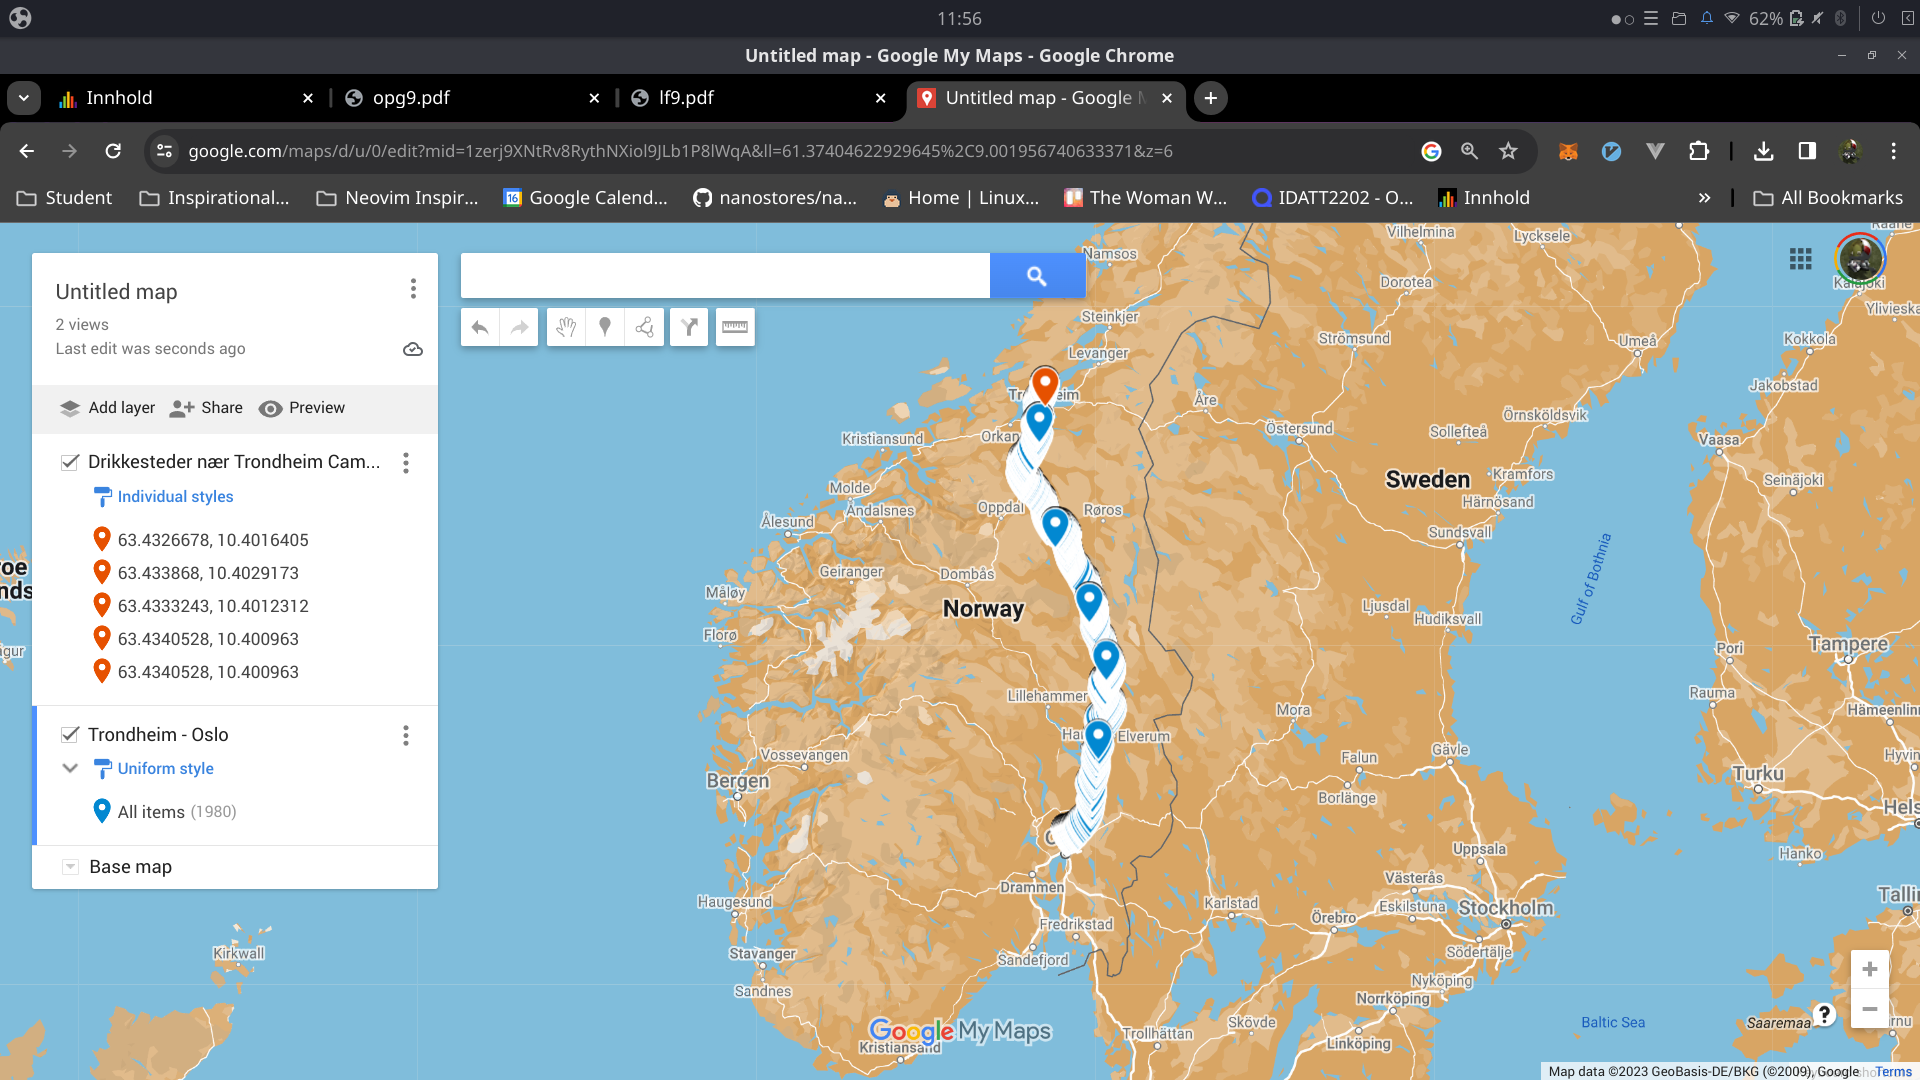 11:56
62%
Untitled map - Google My Maps - Google Chrome
Innhold
opg9.pdf
lf9.pdf
Untitled map - Google M
google.com/maps/d/u/0/edit?mid=1zerj9XNtRv8RythNXiol9JLb1P8lWqA&ll=61.37404622929645%2C9.001956740633371&z=6
Student
Inspirational...
Neovim Inspir...
16
Google Calend...
nanostores/na...
Home | Linux...
The Woman W...
IDATT2202 - O...
Innhold
All Bookmarks
Untitled map
2 views
Last edit was seconds ago
Add layer
Share
Preview
Drikkesteder nær Trondheim Cam...
Individual styles
63.4326678, 10.4016405
63.433868, 10.4029173
63.4333243, 10.4012312
63.4340528, 10.400963
63.4340528, 10.400963
Trondheim - Oslo
Uniform style
All items (1980)
Base map
Vilhelmina
Lycksele
Namsos
Dorotea
Ylivieska
Steinkjer
Strömsund
Umeå
Kokkola
Levanger
Jakobstad
Åre
Örnsköldsvik
Östersund
Sollefteå
Vaasa
Kristiansund
Orkan
Sweden
Kramfors
Seinäjoki
Molde
Härnösand
Åndalsnes
Oppdal
Røros
Ålesund
Sundsvall
Gulf of Bothnia
Geiranger
Dombås
Måløy
Norway
Ljusdal
Hudiksvall
Florø
Pori
Tampere
Lillehammer
Rauma
Mora
Elverum
Gävle
Vossevangen
Falun
Bergen
Borlänge
Turku
Uppsala
Hanko
Drammen
Västerås
Haugesund
Karlstad
Eskilstuna
Stockholm
Örebro
Fredrikstad
Kirkwall
Stavanger
Sandefjord
Södertälje
Nyköping
Sandnes
Norrköping
Skövde
Baltic Sea
Saaremaa
Google My Maps
Trollhättan
Linköping
Kristiansand
Map data ©2023 GeoBasis-DE/BKG (©2009), Google
Terms